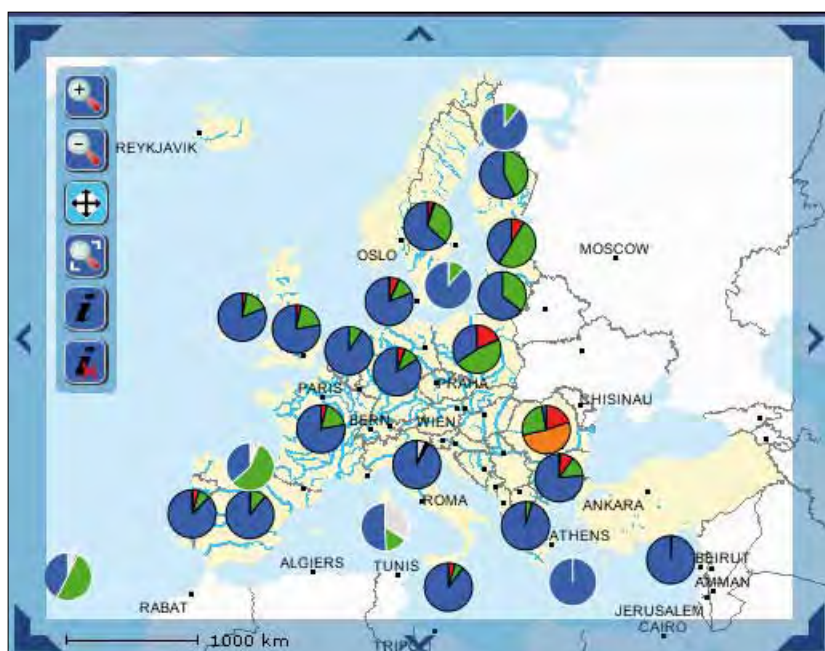 REYKJAVIK
OSLO
MOSCOW
PARIS
PRAHA
CHISINAU
BERN
WIEN
ROMA
ANKARA
ATHENS
ALGIERS
TUNIS
BEIRUT
AMMAN
RABAT
JERUSALEM
CAIRO
1000 km
TRIPOLI